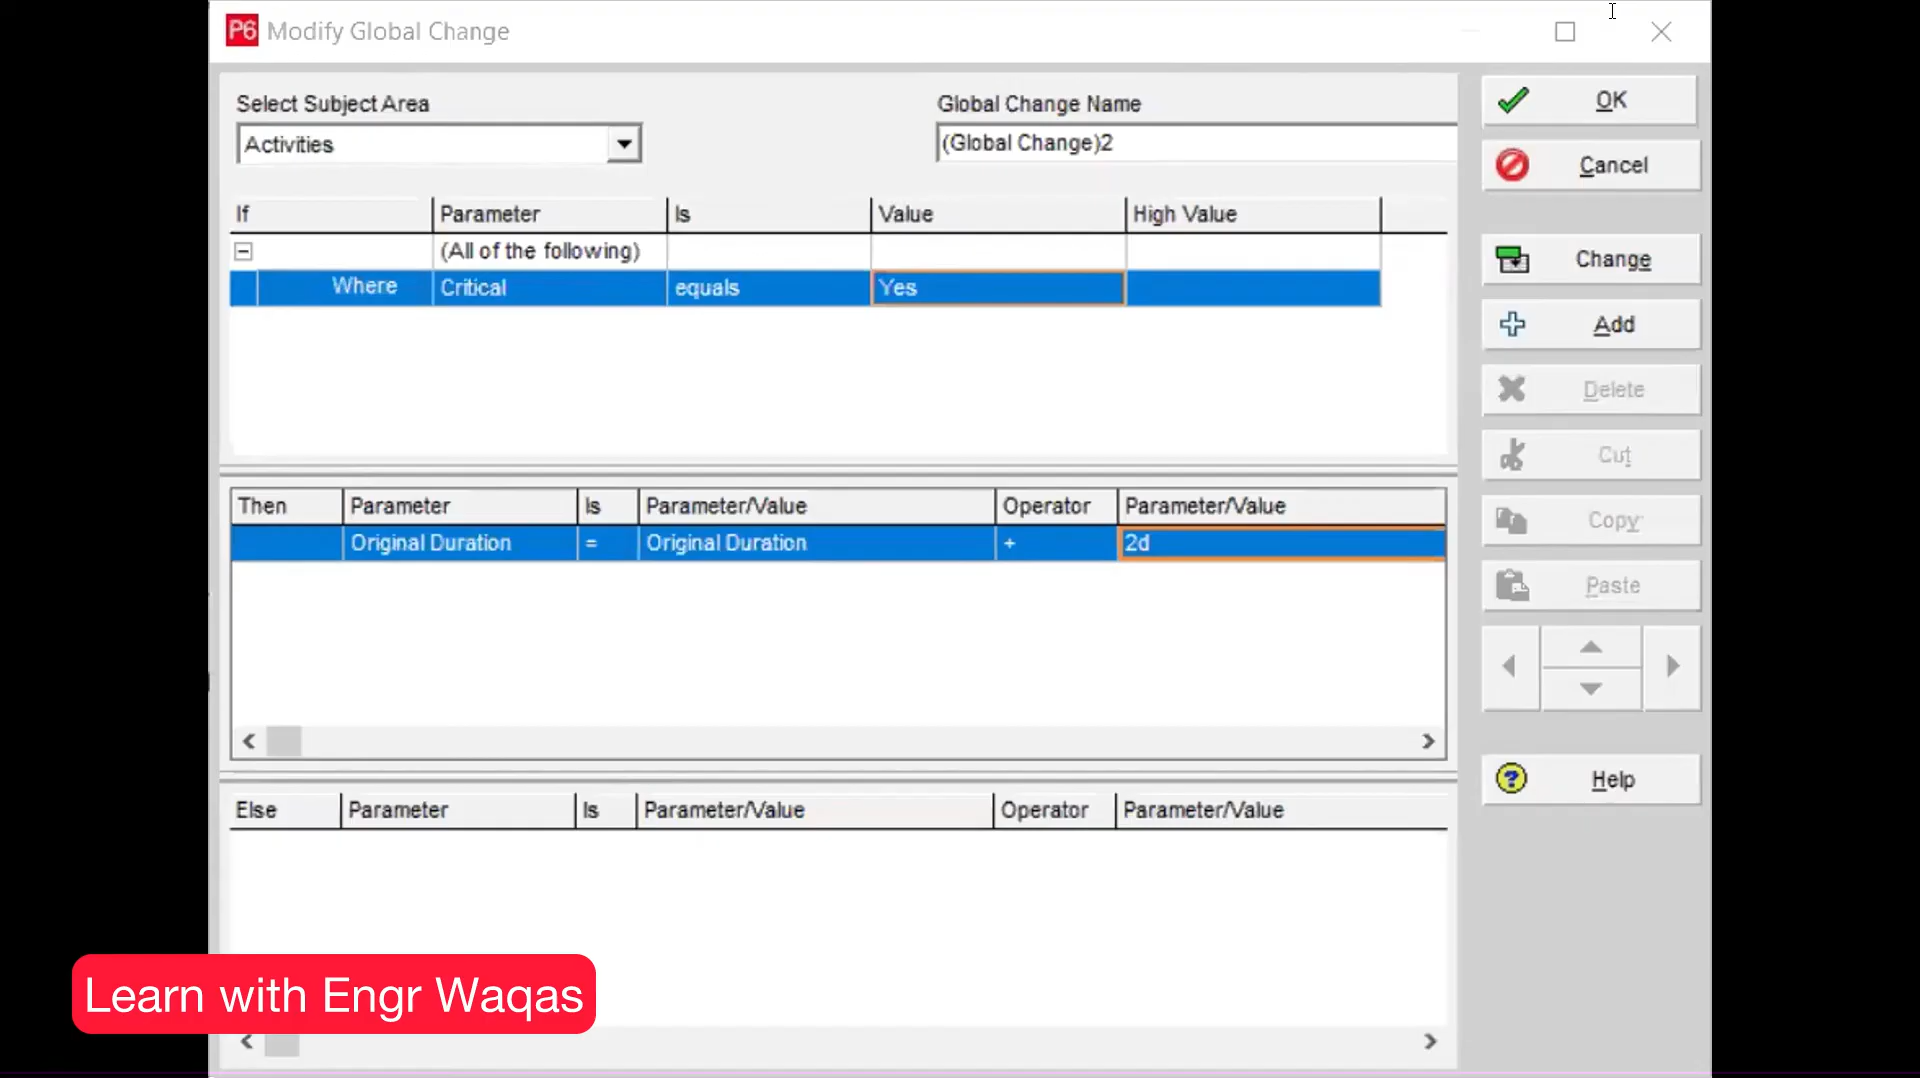 P6 Modify Global Change
Select Subject Area
Global Change Name
Activities
(Global Change)2
If Parameter Is Value High Value
(All of the following)
Where Critical equals Yes
Then Parameter Is Parameter/Value Operator Parameter/Value
Original Duration = Original Duration + 2d
Else Parameter Is Parameter/Value Operator Parameter/Value
OK
Cancel
Change
Add
Delete
Cut
Copy
Paste
Help
Learn with Engr Waqas